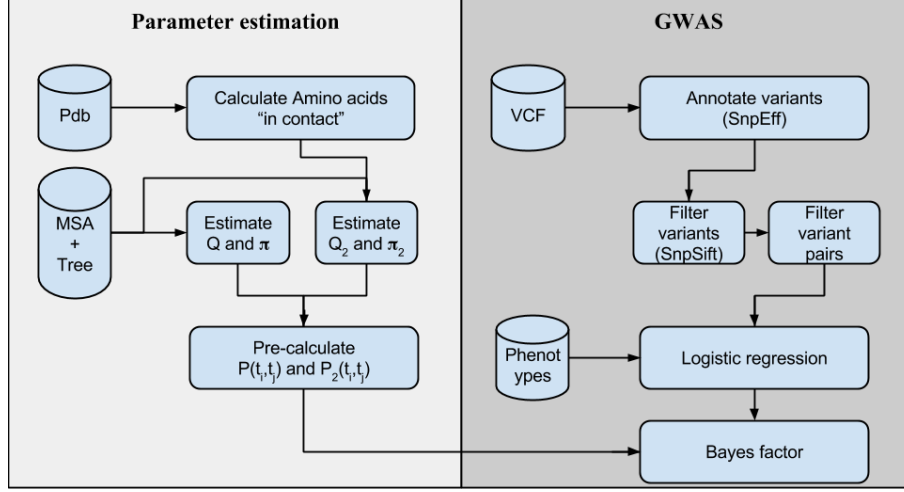 Parameter estimation
Pdb
Calculate Amino acids
“in contact”
MSA
+
Tree
Estimate
Q and π
Estimate
Q₂ and π₂
Pre-calculate
P(tᵢ,tⱼ) and P₂(tᵢ,tⱼ)
GWAS
VCF
Annotate variants
(SnpEff)
Filter
variants
(SnpSift)
Filter
variant
pairs
Phenot
ypes
Logistic regression
Bayes factor